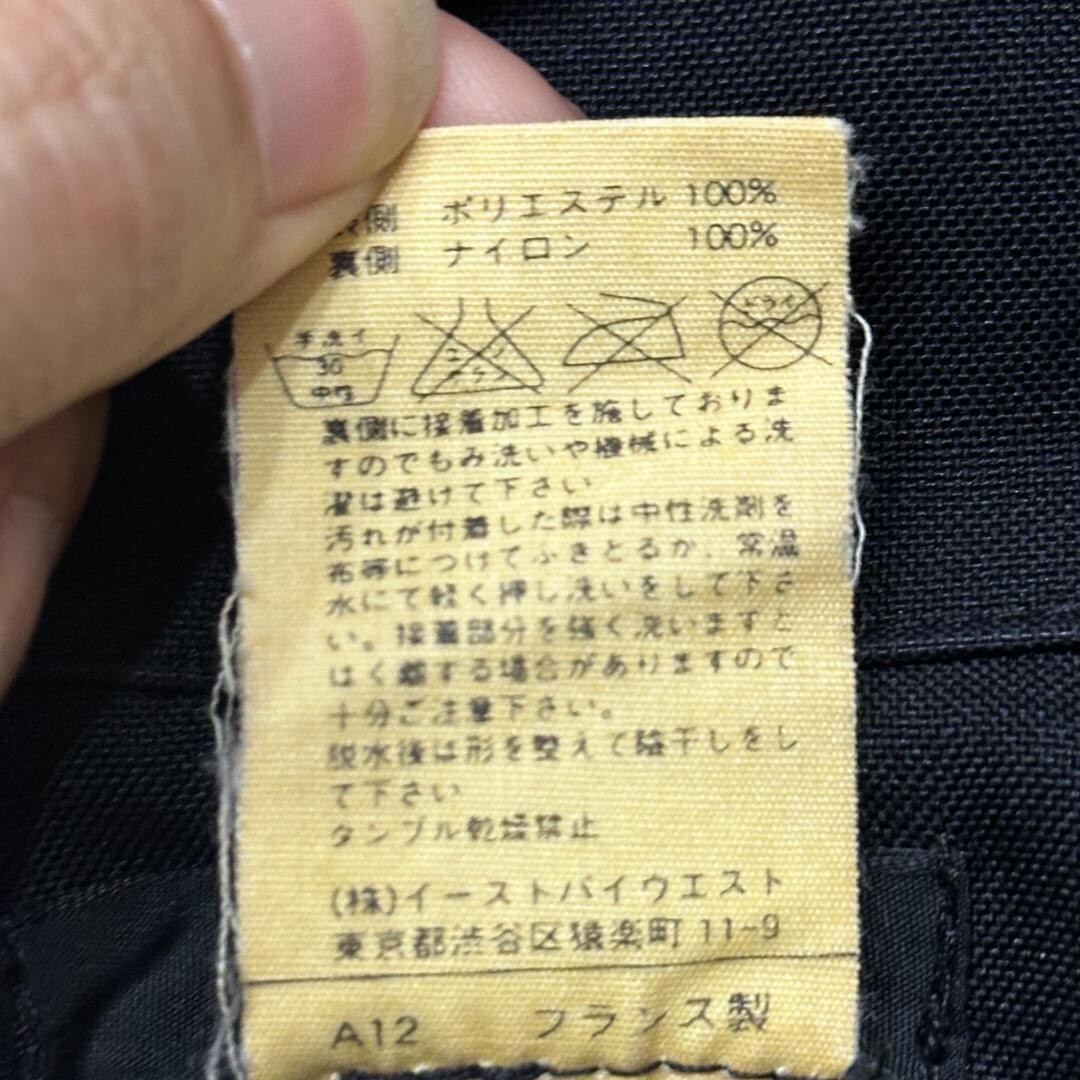 側 ポリエステル 100%
裏側 ナイロン 100%
手洗イ
30
中性
エンソ
サラシ
ドライ
裏側に接着加工を施しておりま
すのでもみ洗いや機械による洗
濯は避けて下さい
汚れが付着した際は中性洗剤を
布等につけてふきとるか、常温
水にて軽く押し洗いをして下さ
い。接着部分を強く洗いますと
はく離する場合がありますので
十分ご注意下さい。
脱水後は形を整えて陰干しをし
て下さい
タンブル乾燥禁止
(株)イーストバイウエスト
東京都渋谷区猿楽町 11-9
A12 フランス製